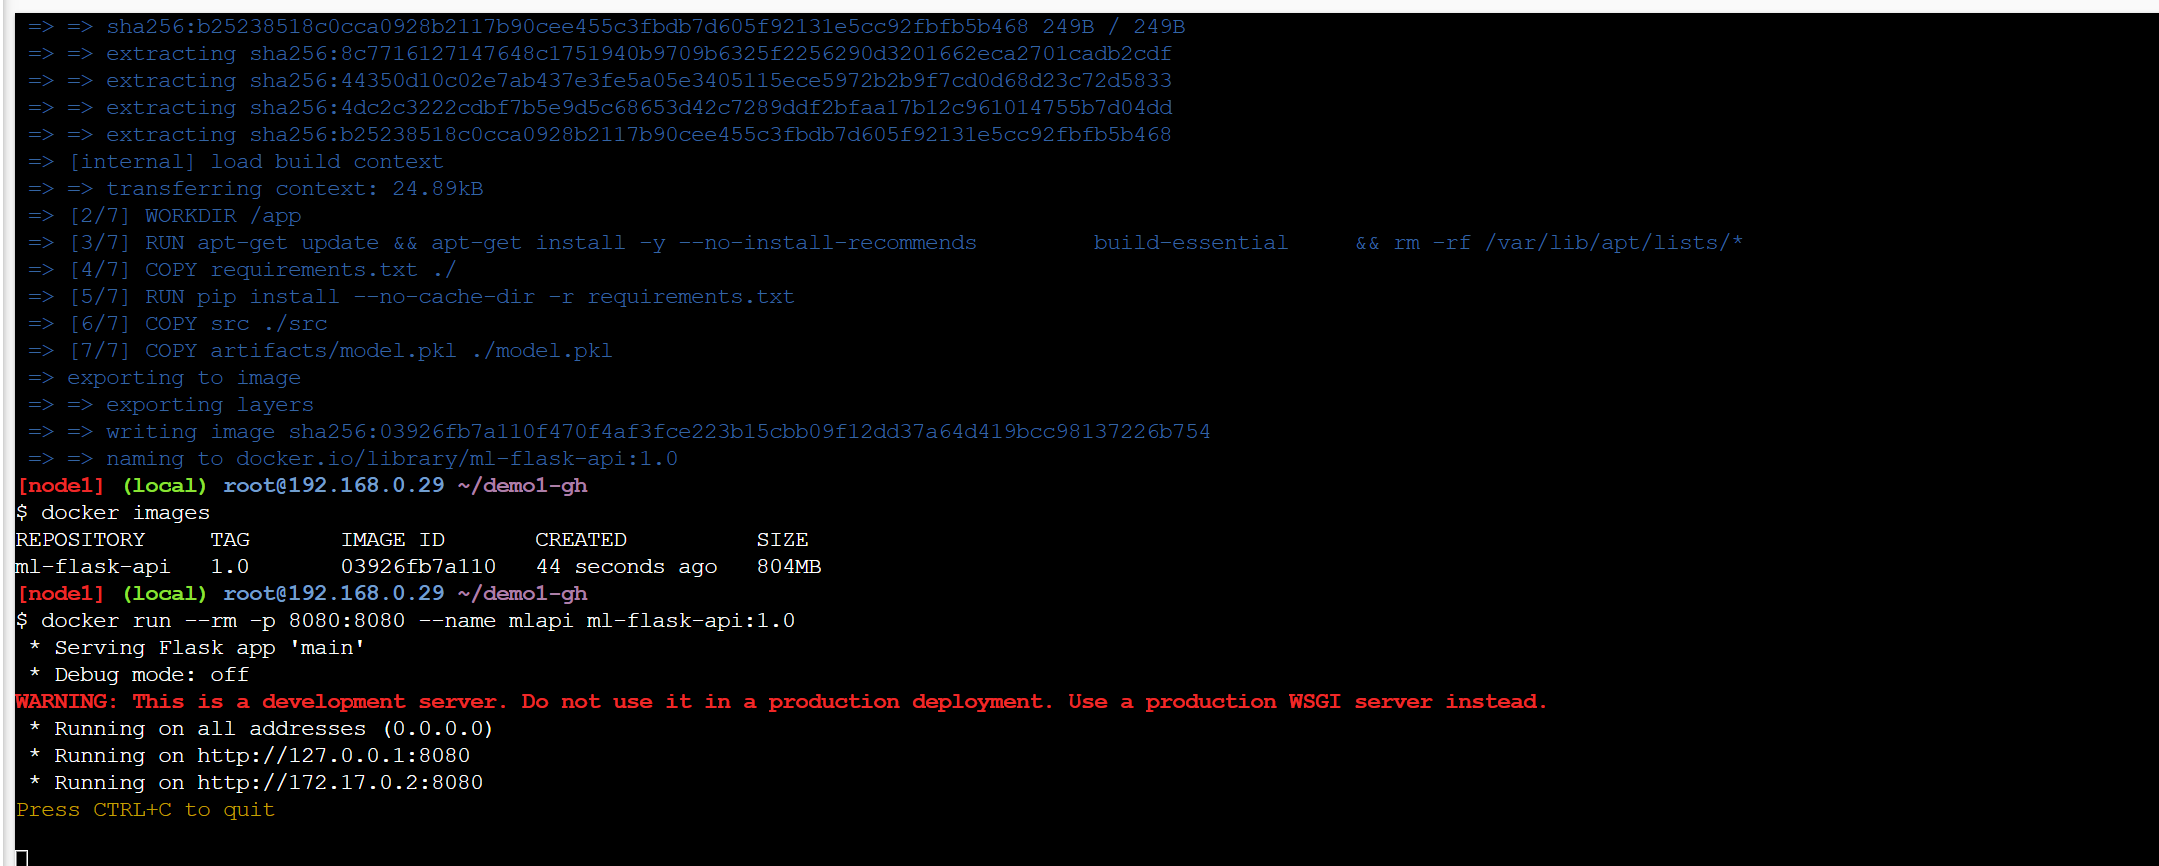 => => sha256:b25238518c0cca0928b2117b90cee455c3fbdb7d605f92131e5cc92fbfb5b468 249B / 249B
=> => extracting sha256:8c7716127147648c1751940b9709b6325f2256290d3201662eca2701cadb2cdf
=> => extracting sha256:44350d10c02e7ab437e3fe5a05e3405115ece5972b2b9f7cd0d68d23c72d5833
=> => extracting sha256:4dc2c3222cdbf7b5e9d5c68653d42c7289ddf2bfaa17b12c961014755b7d04dd
=> => extracting sha256:b25238518c0cca0928b2117b90cee455c3fbdb7d605f92131e5cc92fbfb5b468
=> [internal] load build context
=> => transferring context: 24.89kB
=> [2/7] WORKDIR /app
=> [3/7] RUN apt-get update && apt-get install -y --no-install-recommends         build-essential     && rm -rf /var/lib/apt/lists/*
=> [4/7] COPY requirements.txt ./
=> [5/7] RUN pip install --no-cache-dir -r requirements.txt
=> [6/7] COPY src ./src
=> [7/7] COPY artifacts/model.pkl ./model.pkl
=> exporting to image
=> => exporting layers
=> => writing image sha256:03926fb7a110f470f4af3fce223b15cbb09f12dd37a64d419bcc98137226b754
=> => naming to docker.io/library/ml-flask-api:1.0
[node1] (local) root@192.168.0.29 ~/demo1-gh
$ docker images
REPOSITORY     TAG       IMAGE ID       CREATED          SIZE
ml-flask-api   1.0       03926fb7a110   44 seconds ago   804MB
[node1] (local) root@192.168.0.29 ~/demo1-gh
$ docker run --rm -p 8080:8080 --name mlapi ml-flask-api:1.0
* Serving Flask app 'main'
* Debug mode: off
WARNING: This is a development server. Do not use it in a production deployment. Use a production WSGI server instead.
* Running on all addresses (0.0.0.0)
* Running on http://127.0.0.1:8080
* Running on http://172.17.0.2:8080
Press CTRL+C to quit